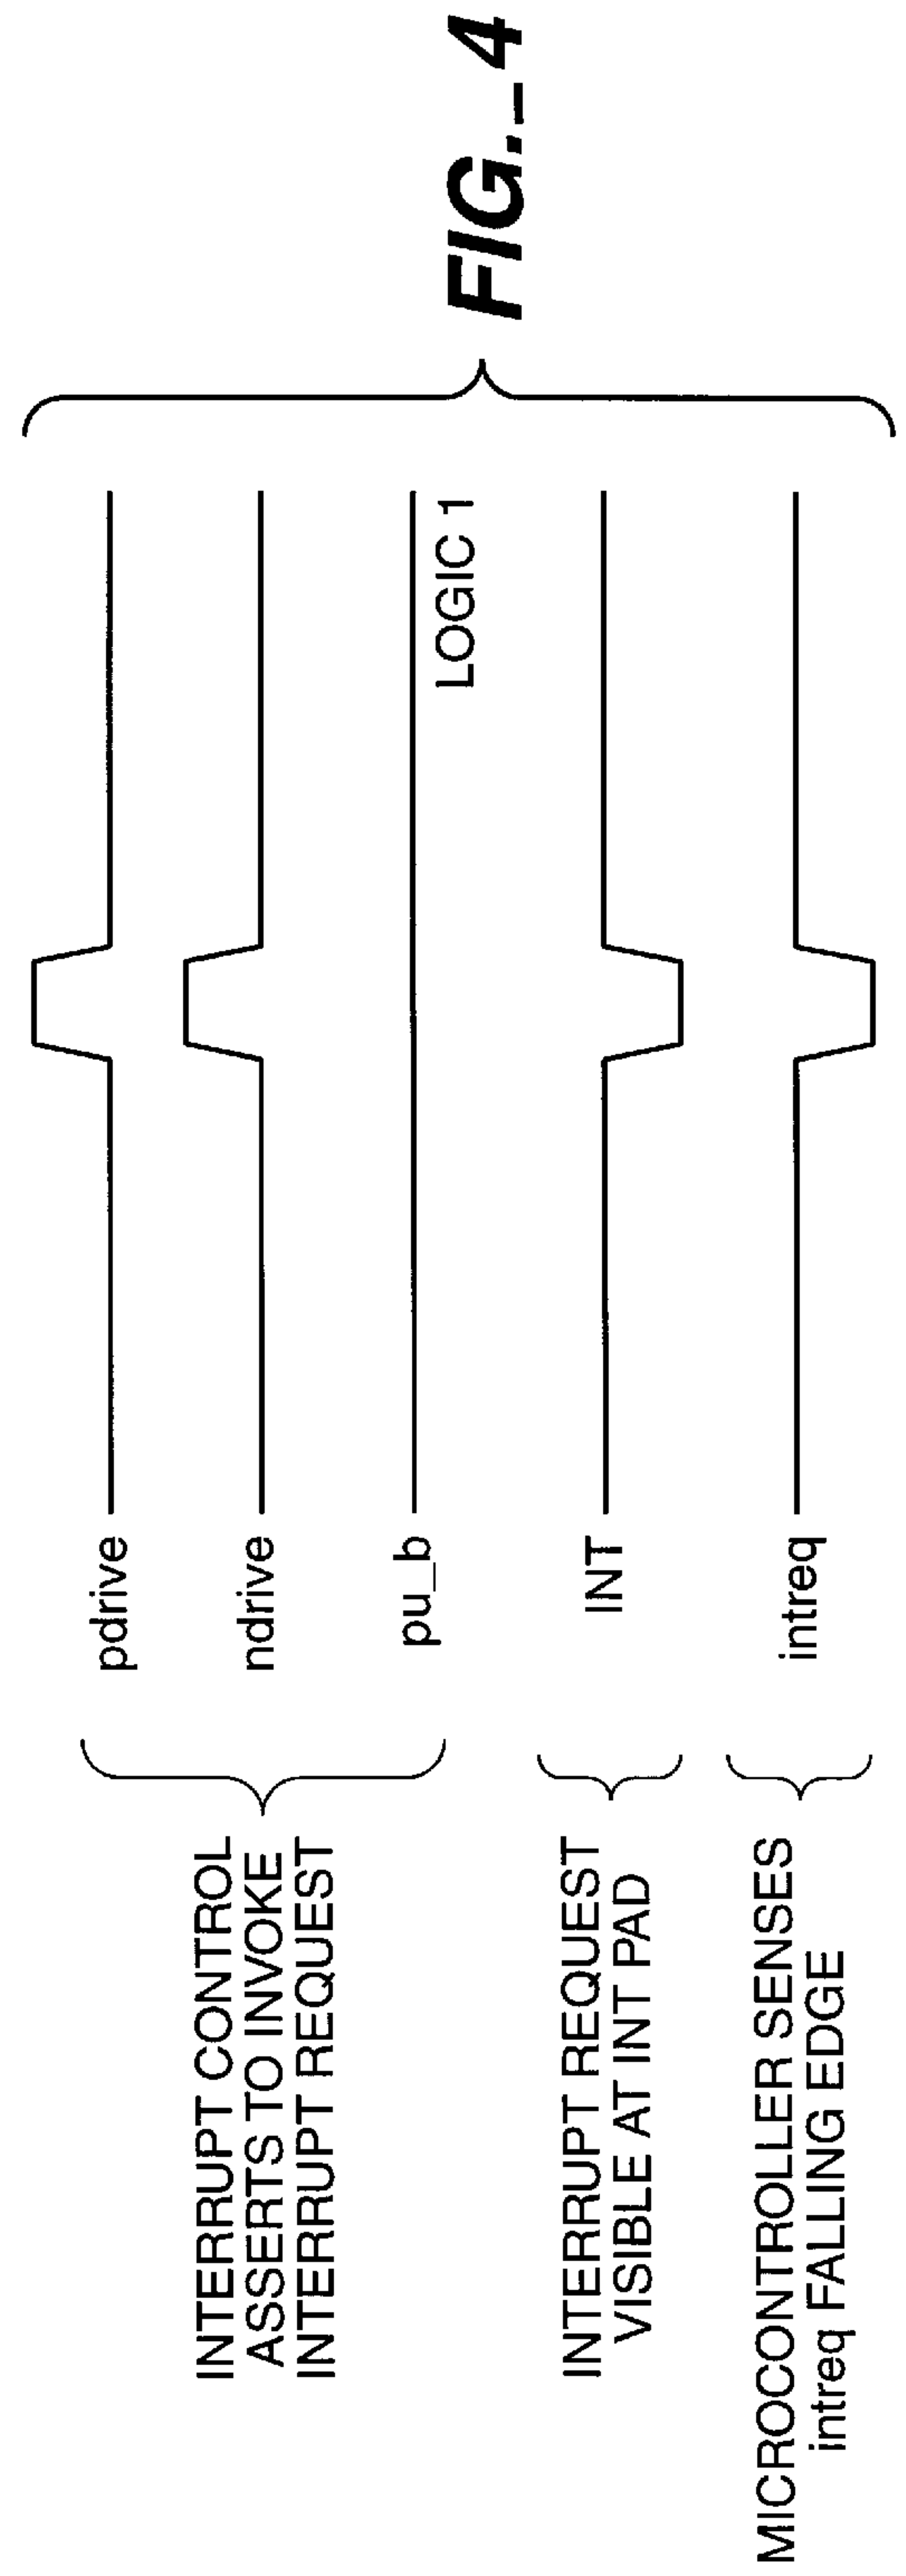 INTERRUPT CONTROL
ASSERTS TO INVOKE
INTERRUPT REQUEST
pdrive
ndrive
pu_b
LOGIC 1
INTERRUPT REQUEST
VISIBLE AT INT PAD
INT
MICROCONTROLLER SENSES
intreq FALLING EDGE
intreq
FIG._4